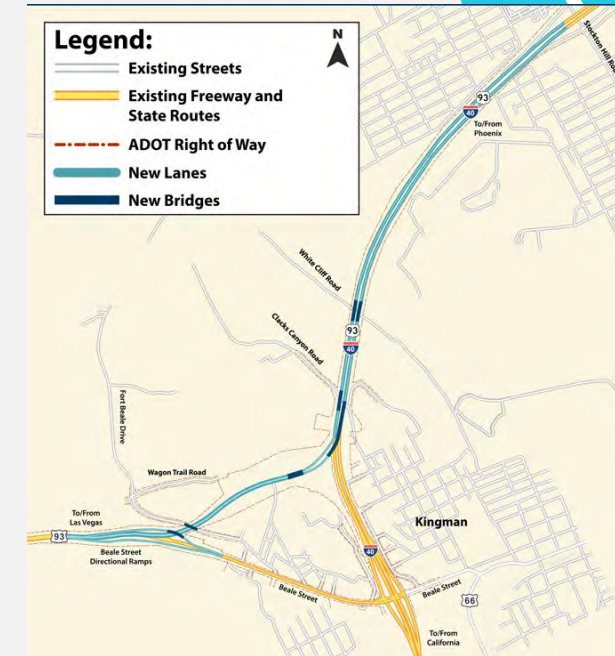 Legend:
N
Existing Streets
Existing Freeway and
State Routes
ADOT Right of Way
New Lanes
New Bridges
Stockton Hill
93
40
To/From
Phoenix
White Cliff Road
93
40
Clacks Canyon Road
Fort Beale Drive
Wagon Trail Road
To/From
Las Vegas
93
Beale Street
Directional Ramps
Kingman
40
Beale Street
Beale Street
66
To/From
California